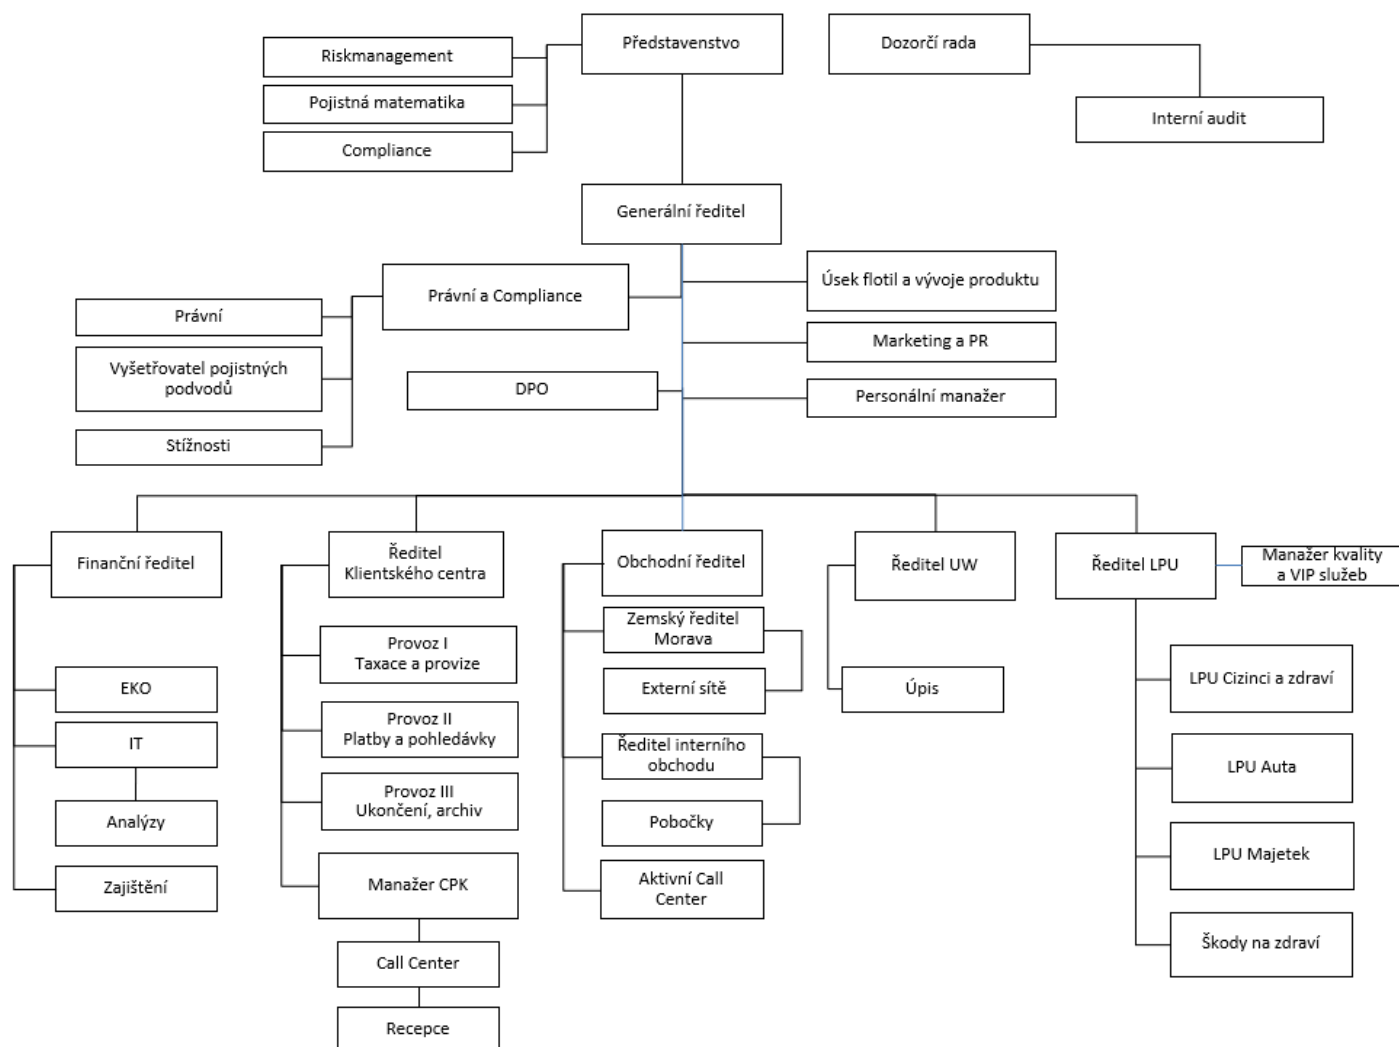 Představenstvo
Dozorčí rada
Riskmanagement
Pojistná matematika
Compliance
Interní audit
Generální ředitel
Právní a Compliance
Úsek flotil a vývoje produktu
Právní
Marketing a PR
Vyšetřovatel pojistných
podvodů
DPO
Personální manažer
Stížnosti
Finanční ředitel
Ředitel
Klientského centra
Obchodní ředitel
Ředitel UW
Ředitel LPU
Manažer kvality
a VIP služeb
EKO
IT
Analýzy
Zajištění
Provoz I
Taxace a provize
Provoz II
Platby a pohledávky
Provoz III
Ukončení, archiv
Manažer CPK
Call Center
Recepce
Zemský ředitel
Morava
Externí sítě
Ředitel interního
obchodu
Pobočky
Aktivní Call
Center
Úpis
LPU Cizinci a zdraví
LPU Auta
LPU Majetek
Škody na zdraví